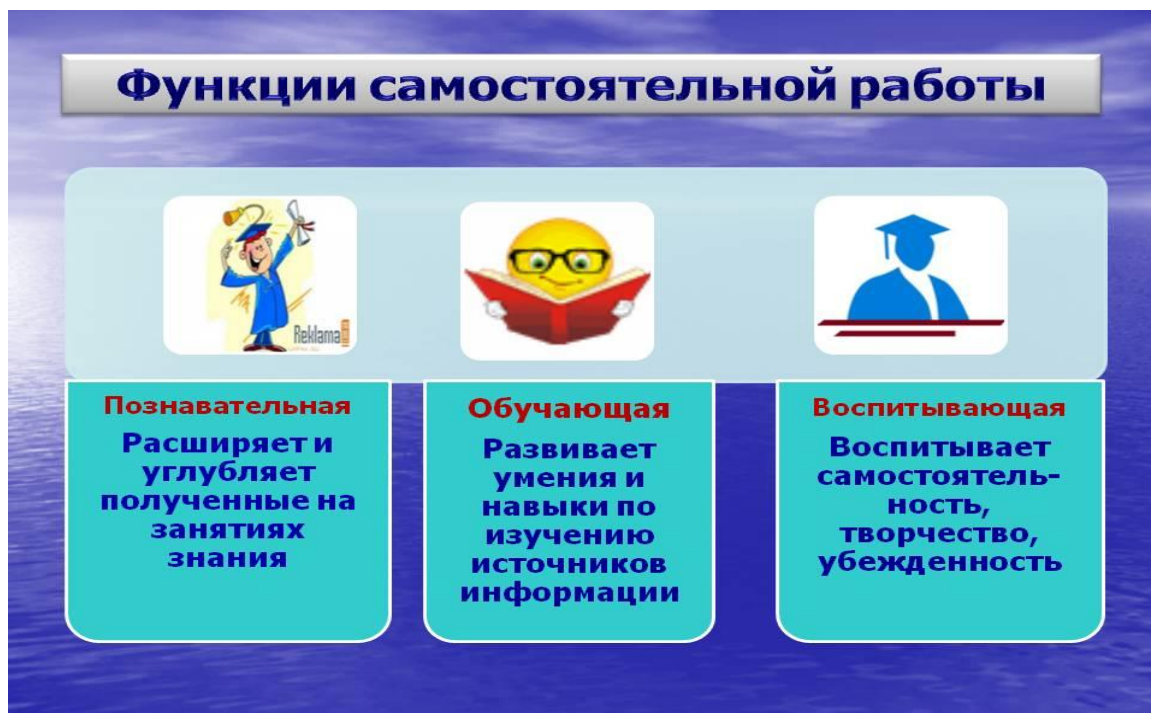 Функции самостоятельной работы
Reklama
Познавательная
Расширяет и
углубляет
полученные на
занятиях
знания
Обучающая
Развивает
умения и
навыки по
изучению
источников
информации
Воспитывающая
Воспитывает
самостоятель-
ность,
творчество,
убежденность